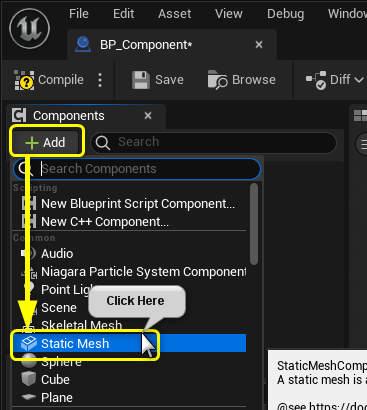 File Edit Asset View Debug Window
BP_Component*
Compile Save Browse Diff
Components
+ Add Search
Search Components
Scripting
New Blueprint Script Component...
New C++ Component...
Common
Audio
Niagara Particle System Component
Point Light
Click Here
Scene
Skeletal Mesh
Static Mesh
Sphere
Cube
Plane
StaticMeshComp
A static mesh is a
@see https://do